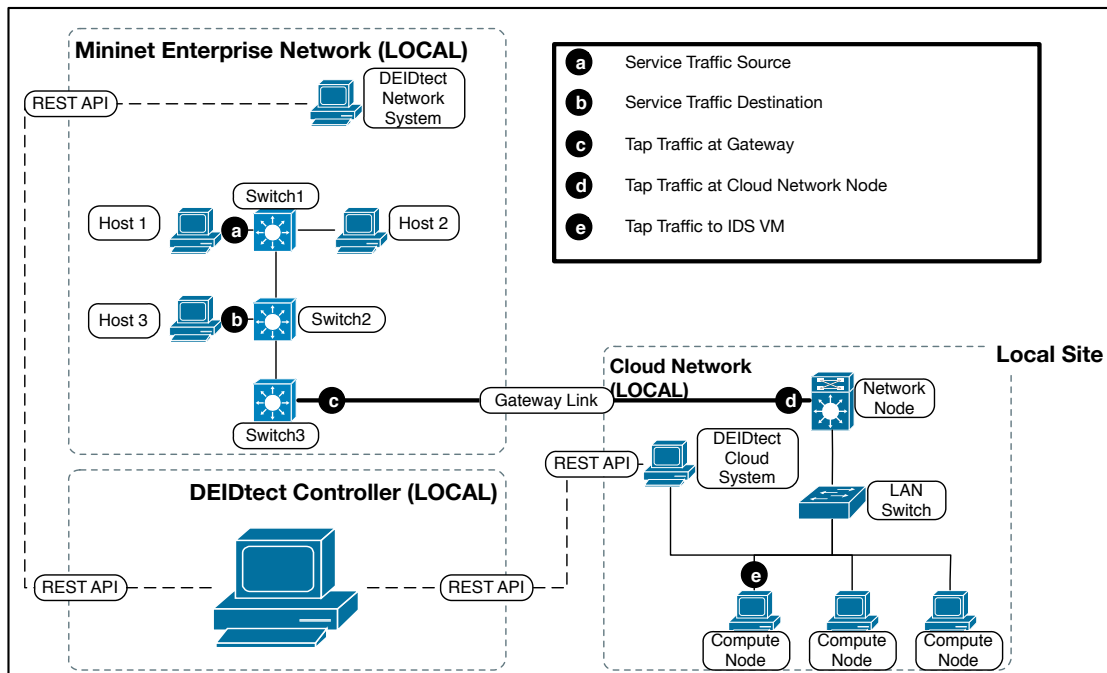 Mininet Enterprise Network (LOCAL)
REST API
DEIDtect
Network
System
Switch1
Host 1
a
Host 2
Host 3
b
Switch2
c
Switch3
Gateway Link
a Service Traffic Source
b Service Traffic Destination
c Tap Traffic at Gateway
d Tap Traffic at Cloud Network Node
e Tap Traffic to IDS VM
Local Site
Cloud Network
(LOCAL)
d
Network
Node
REST API
DEIDtect
Cloud
System
LAN
Switch
e
Compute
Node
Compute
Node
Compute
Node
DEIDtect Controller (LOCAL)
REST API
REST API